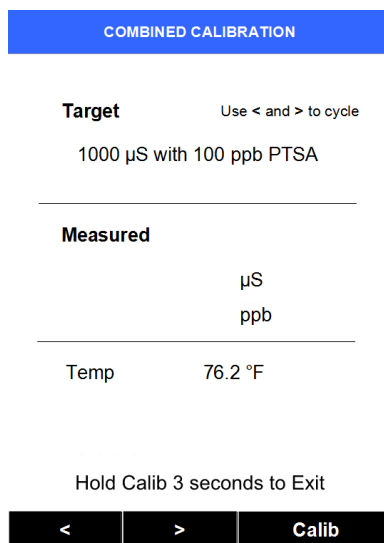 COMBINED CALIBRATION
Target Use < and > to cycle
1000 µS with 100 ppb PTSA
Measured
µS
ppb
Temp 76.2 °F
Hold Calib 3 seconds to Exit
< > Calib